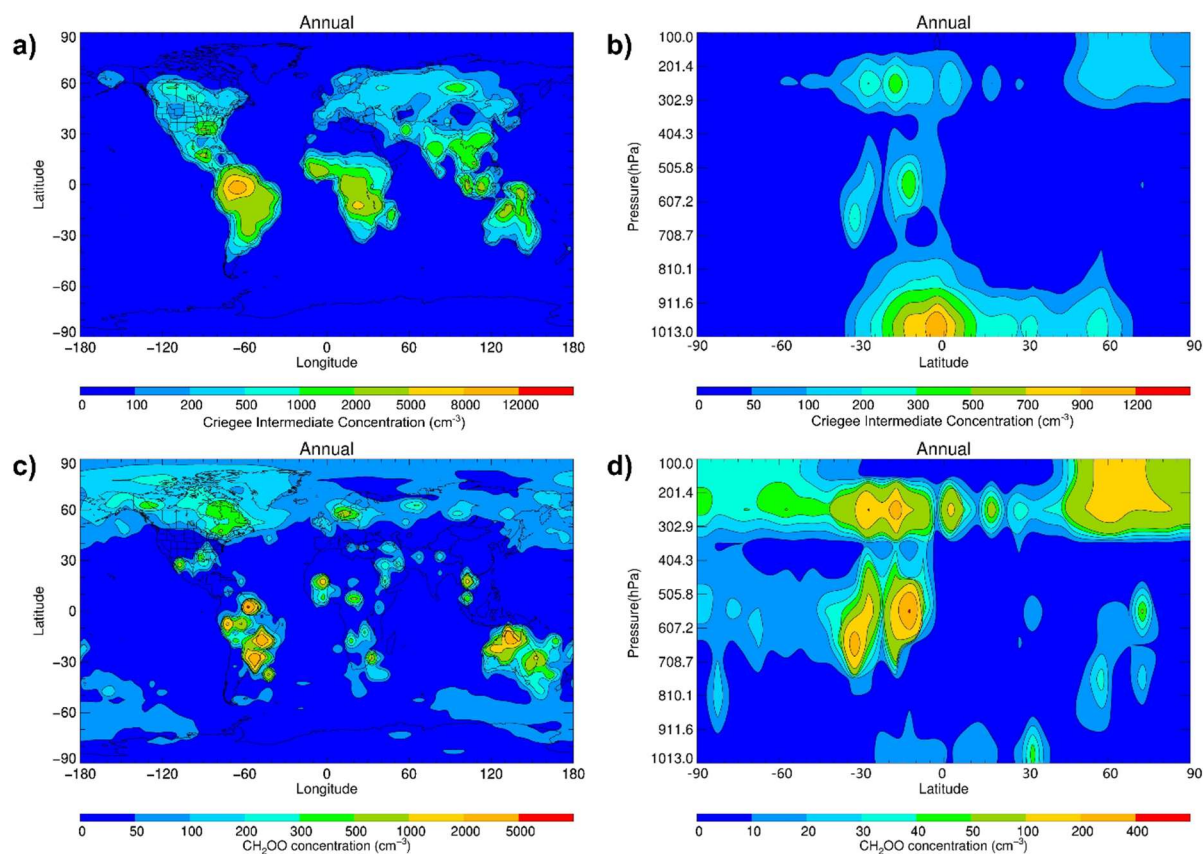 Annual
a)
90
60
30
0
−30
−60
−90
Latitude
−180 −120 −60 0 60 120 180
Longitude
0 100 200 500 1000 2000 5000 8000 12000
Criegee Intermediate Concentration (cm⁻³)
Annual
b)
100.0
201.4
302.9
404.3
505.8
607.2
708.7
810.1
911.6
1013.0
Pressure(hPa)
-90 -60 -30 0 30 60 90
Latitude
0 50 100 200 300 500 700 900 1200
Criegee Intermediate Concentration (cm⁻³)
Annual
c)
90
60
30
0
−30
−60
−90
Latitude
−180 −120 −60 0 60 120 180
Longitude
0 50 100 200 300 500 1000 2000 5000
CH₂OO concentration (cm⁻³)
Annual
d)
100.0
201.4
302.9
404.3
505.8
607.2
708.7
810.1
911.6
1013.0
Pressure(hPa)
-90 -60 -30 0 30 60 90
Latitude
0 10 20 30 40 50 100 200 400
CH₂OO concentration (cm⁻³)